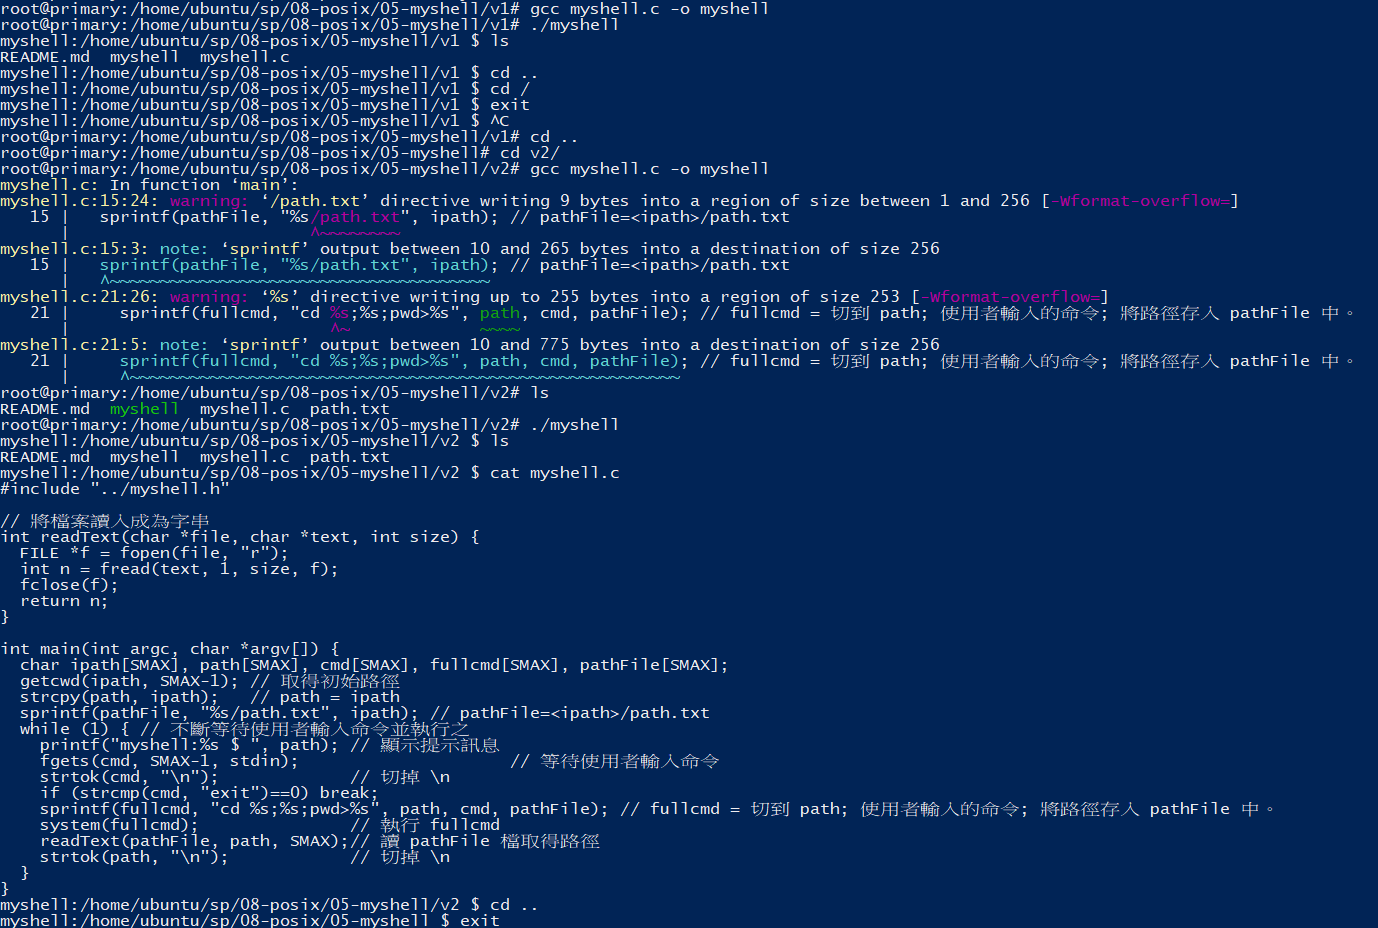 root@primary:/home/ubuntu/sp/08-posix/05-myshell/v1# gcc myshell.c -o myshell
root@primary:/home/ubuntu/sp/08-posix/05-myshell/v1# ./myshell
myshell:/home/ubuntu/sp/08-posix/05-myshell/v1 $ ls
README.md  myshell  myshell.c
myshell:/home/ubuntu/sp/08-posix/05-myshell/v1 $ cd ..
myshell:/home/ubuntu/sp/08-posix/05-myshell/v1 $ cd /
myshell:/home/ubuntu/sp/08-posix/05-myshell/v1 $ exit
myshell:/home/ubuntu/sp/08-posix/05-myshell/v1 $ ^C
root@primary:/home/ubuntu/sp/08-posix/05-myshell/v1# cd ..
root@primary:/home/ubuntu/sp/08-posix/05-myshell# cd v2/
root@primary:/home/ubuntu/sp/08-posix/05-myshell/v2# gcc myshell.c -o myshell
myshell.c: In function ‘main’:
myshell.c:15:24: warning: ‘/path.txt’ directive writing 9 bytes into a region of size between 1 and 256 [-Wformat-overflow=]
   15 |   sprintf(pathFile, "%s/path.txt", ipath); // pathFile=<ipath>/path.txt
      |                        ^~~~~~~~~
myshell.c:15:3: note: ‘sprintf’ output between 10 and 265 bytes into a destination of size 256
   15 |   sprintf(pathFile, "%s/path.txt", ipath); // pathFile=<ipath>/path.txt
      |   ^~~~~~~~~~~~~~~~~~~~~~~~~~~~~~~~~~~~~~~
myshell.c:21:26: warning: ‘%s’ directive writing up to 255 bytes into a region of size 253 [-Wformat-overflow=]
   21 |     sprintf(fullcmd, "cd %s;%s;pwd>%s", path, cmd, pathFile); // fullcmd = 切到 path; 使用者輸入的命令; 將路徑存入 pathFile 中。
      |                          ^~             ~~~~
myshell.c:21:5: note: ‘sprintf’ output between 10 and 775 bytes into a destination of size 256
   21 |     sprintf(fullcmd, "cd %s;%s;pwd>%s", path, cmd, pathFile); // fullcmd = 切到 path; 使用者輸入的命令; 將路徑存入 pathFile 中。
      |     ^~~~~~~~~~~~~~~~~~~~~~~~~~~~~~~~~~~~~~~~~~~~~~~~~~~~~~~~
root@primary:/home/ubuntu/sp/08-posix/05-myshell/v2# ls
README.md  myshell  myshell.c  path.txt
root@primary:/home/ubuntu/sp/08-posix/05-myshell/v2# ./myshell
myshell:/home/ubuntu/sp/08-posix/05-myshell/v2 $ ls
README.md  myshell  myshell.c  path.txt
myshell:/home/ubuntu/sp/08-posix/05-myshell/v2 $ cat myshell.c
#include "../myshell.h"
// 將檔案讀入成為字串
int readText(char *file, char *text, int size) {
  FILE *f = fopen(file, "r");
  int n = fread(text, 1, size, f);
  fclose(f);
  return n;
}
int main(int argc, char *argv[]) {
  char ipath[SMAX], path[SMAX], cmd[SMAX], fullcmd[SMAX], pathFile[SMAX];
  getcwd(ipath, SMAX-1); // 取得初始路徑
  strcpy(path, ipath);   // path = ipath
  sprintf(pathFile, "%s/path.txt", ipath); // pathFile=<ipath>/path.txt
  while (1) { // 不斷等待使用者輸入命令並執行之
    printf("myshell:%s $ ", path); // 顯示提示訊息
    fgets(cmd, SMAX-1, stdin);                     // 等待使用者輸入命令
    strtok(cmd, "\n");             // 切掉 \n
    if (strcmp(cmd, "exit")==0) break;
    sprintf(fullcmd, "cd %s;%s;pwd>%s", path, cmd, pathFile); // fullcmd = 切到 path; 使用者輸入的命令; 將路徑存入 pathFile 中。
    system(fullcmd);               // 執行 fullcmd
    readText(pathFile, path, SMAX);// 讀 pathFile 檔取得路徑
    strtok(path, "\n");            // 切掉 \n
  }
}
myshell:/home/ubuntu/sp/08-posix/05-myshell/v2 $ cd ..
myshell:/home/ubuntu/sp/08-posix/05-myshell $ exit